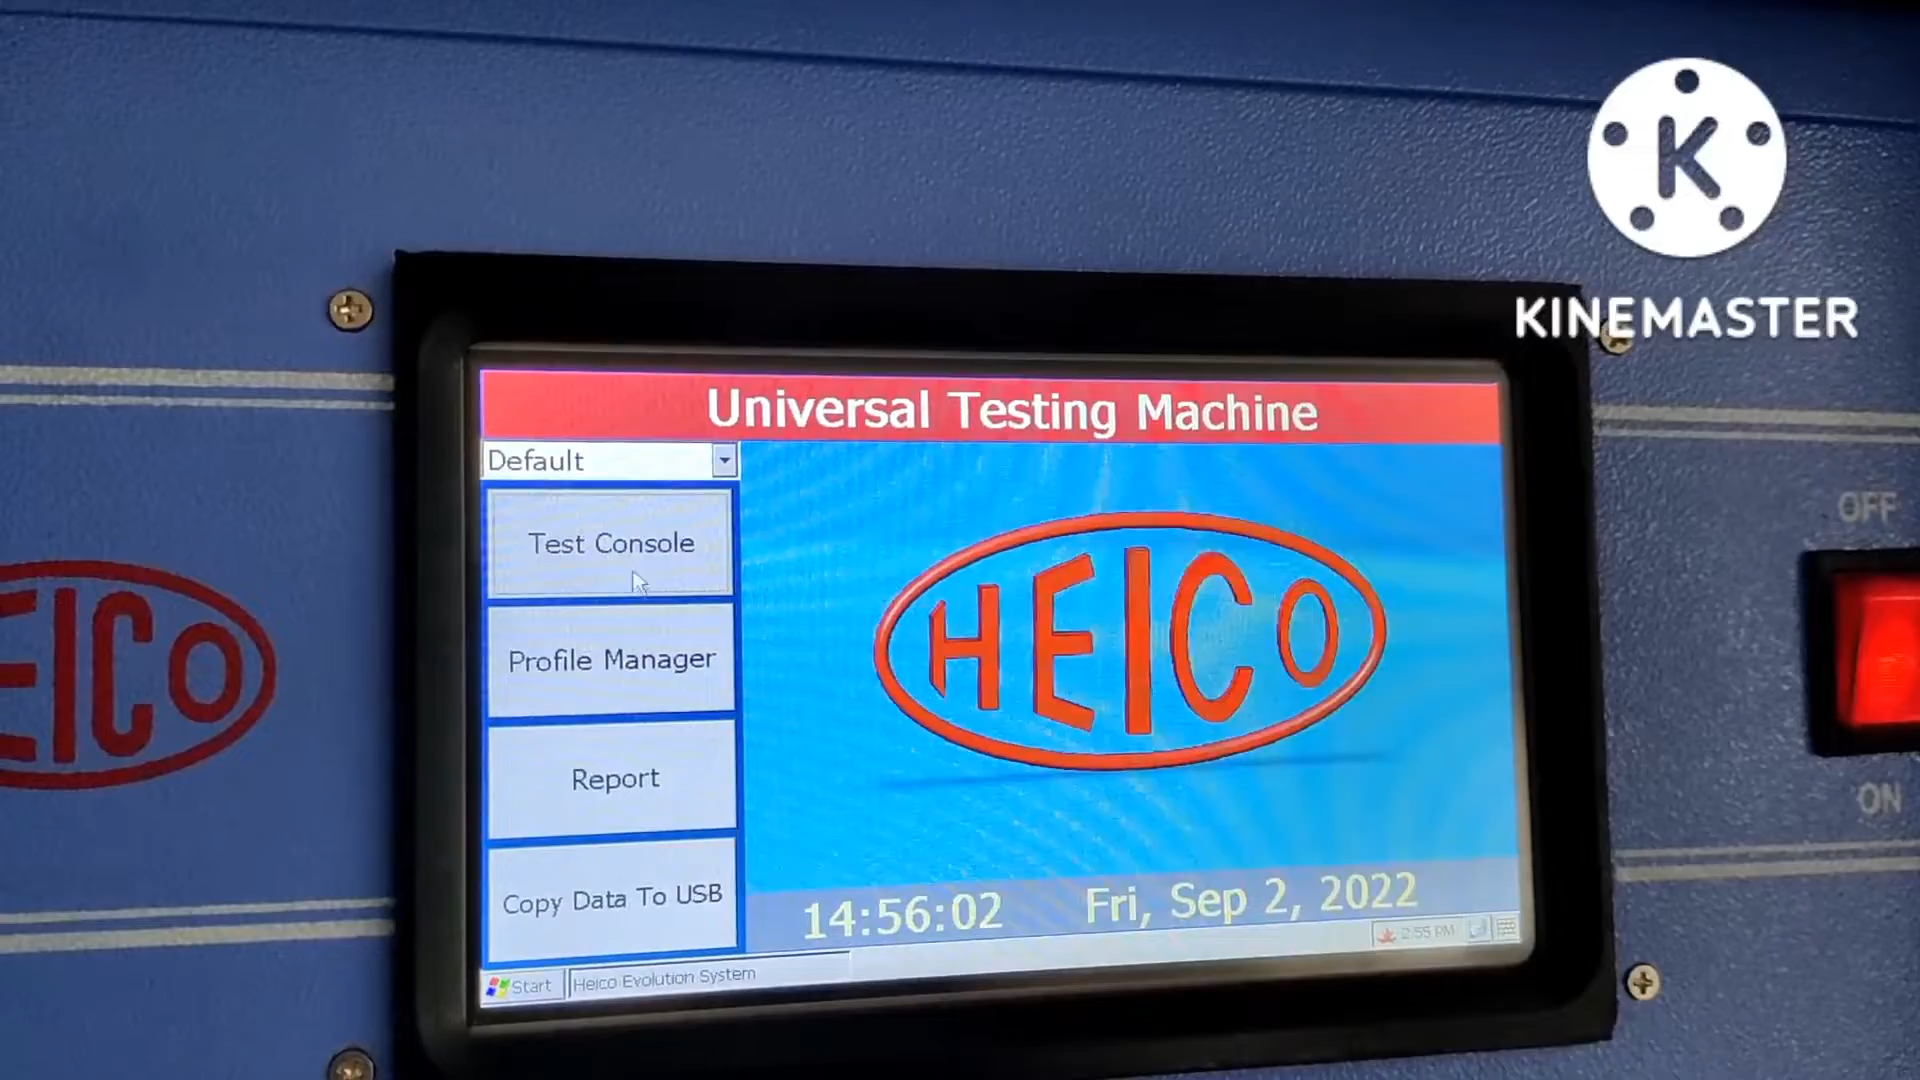 K
KINEMASTER
Universal Testing Machine
Default
Test Console
Profile Manager
Report
Copy Data To USB
HEICO
14:56:02 Fri, Sep 2, 2022
2:55 PM
Start
Heico Evolution System
EICO
OFF
ON